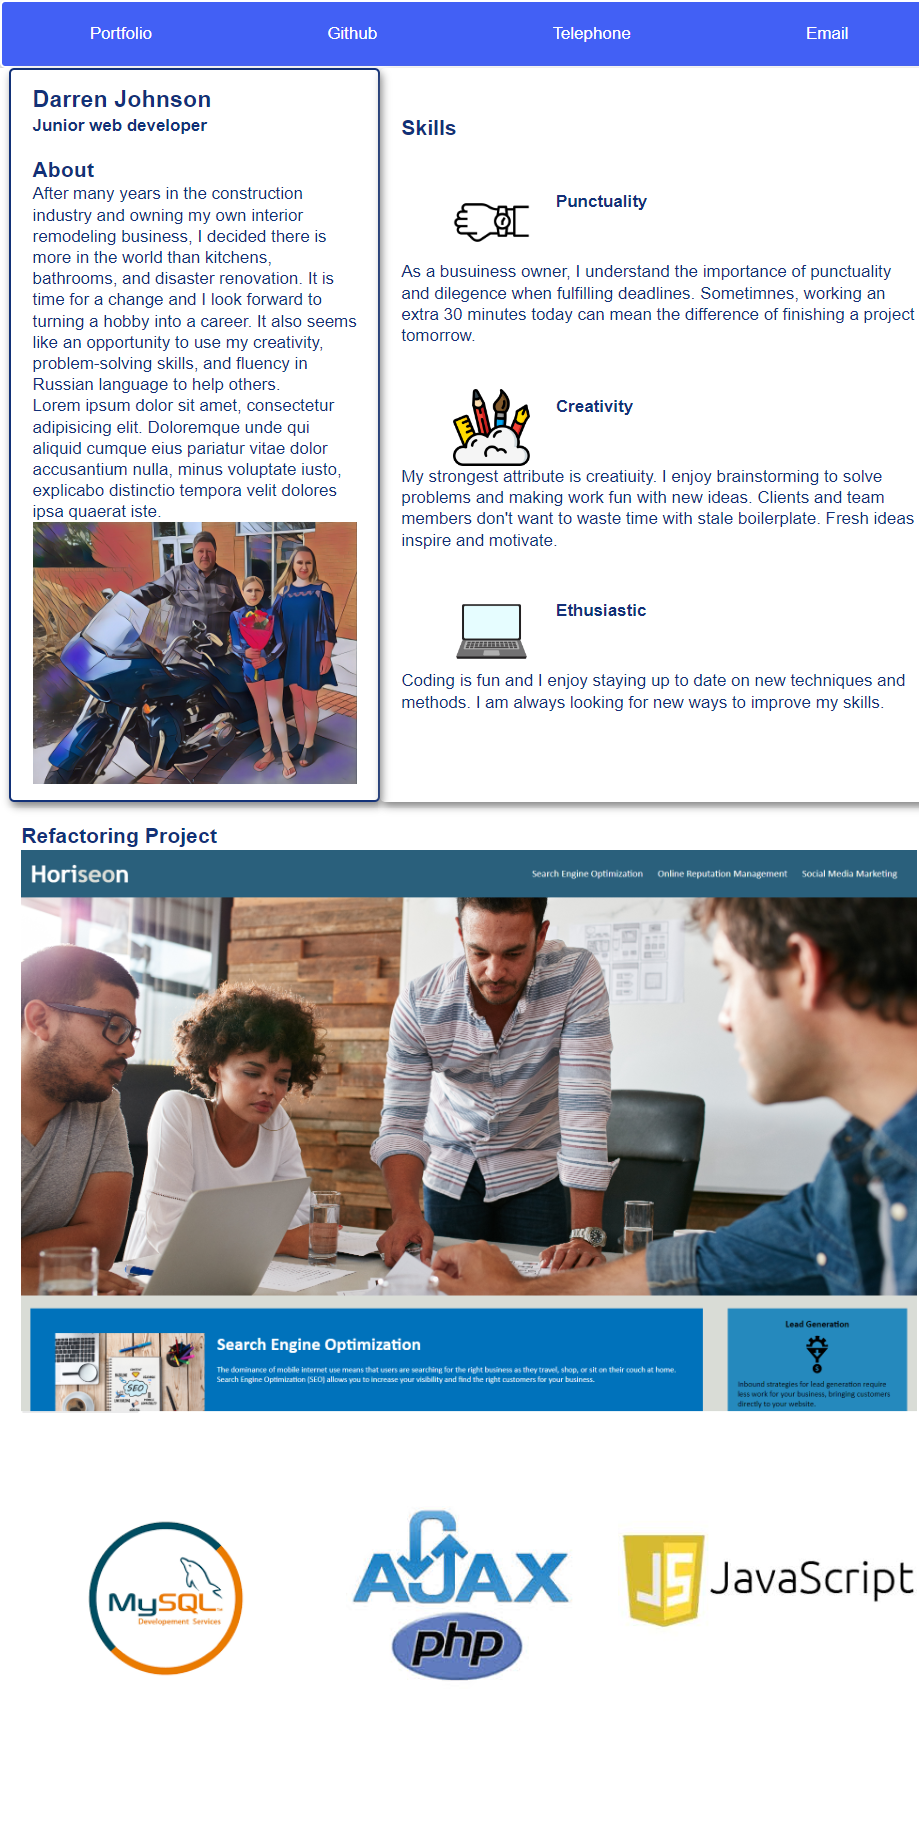 Portfolio Github Telephone Email
Darren Johnson
Junior web developer
About
After many years in the construction
industry and owning my own interior
remodeling business, I decided there is
more in the world than kitchens,
bathrooms, and disaster renovation. It is
time for a change and I look forward to
turning a hobby into a career. It also seems
like an opportunity to use my creativity,
problem-solving skills, and fluency in
Russian language to help others.
Lorem ipsum dolor sit amet, consectetur
adipisicing elit. Doloremque unde qui
aliquid cumque eius pariatur vitae dolor
accusantium nulla, minus voluptate iusto,
explicabo distinctio tempora velit dolores
ipsa quaerat iste.
Skills
Punctuality
As a busuiness owner, I understand the importance of punctuality
and dilegence when fulfilling deadlines. Sometimnes, working an
extra 30 minutes today can mean the difference of finishing a project
tomorrow.
Creativity
My strongest attribute is creatiuity. I enjoy brainstorming to solve
problems and making work fun with new ideas. Clients and team
members don't want to waste time with stale boilerplate. Fresh ideas
inspire and motivate.
Ethusiastic
Coding is fun and I enjoy staying up to date on new techniques and
methods. I am always looking for new ways to improve my skills.
Refactoring Project
Horiseon
Search Engine Optimization Online Reputation Management Social Media Marketing
Search Engine Optimization
The dominance of mobile internet use means that users are searching for the right business as they travel, shop, or sit on their couch at home.
Search Engine Optimization (SEO) allows you to increase your visibility and find the right customers for your business.
SEO
Lead Generation
Inbound strategies for lead generation require
less work for your business, bringing customers
directly to your website.
MySQL
Developement Services
AJAX
php
JS JavaScript